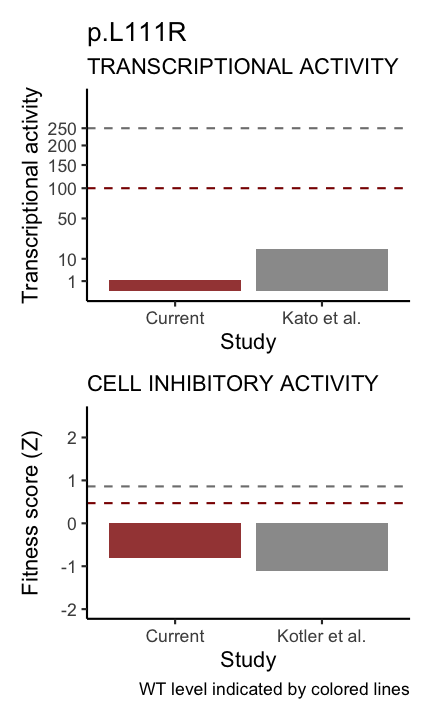 p.L111R
TRANSCRIPTIONAL ACTIVITY
Transcriptional activity
250
200
150
100
50
10
1
Current
Kato et al.
Study
CELL INHIBITORY ACTIVITY
Fitness score (Z)
2
1
0
-1
-2
Current
Kotler et al.
Study
WT level indicated by colored lines